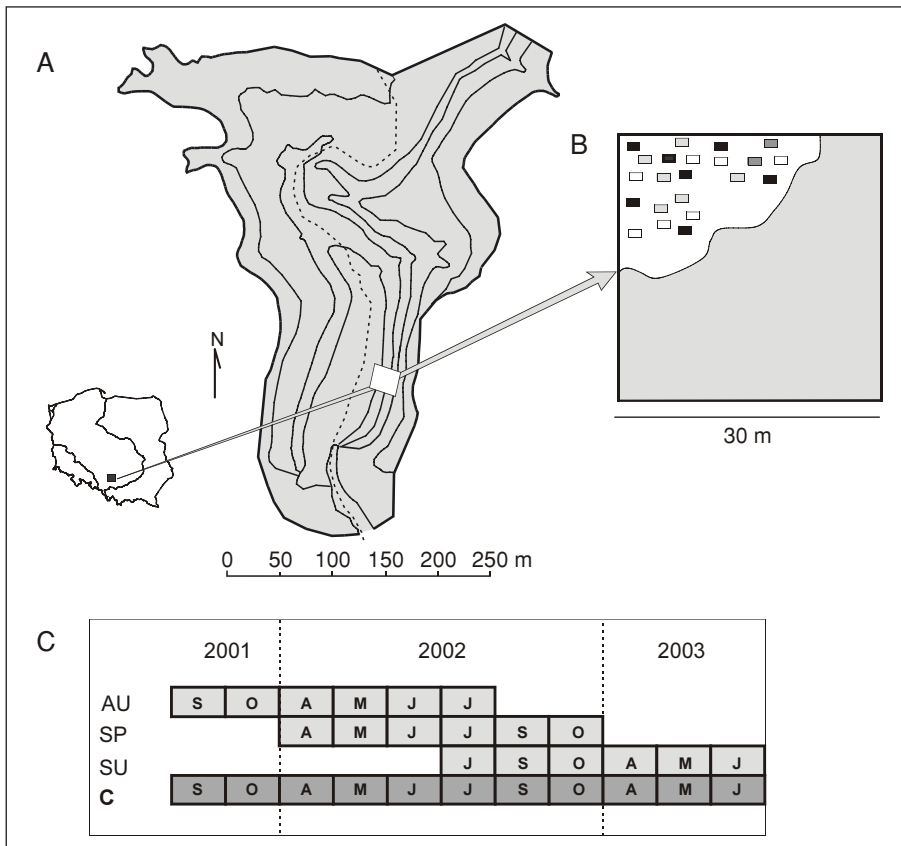 A
B
N
30 m
0 50 100 150 200 250 m
C
2001 2002 2003
AU S O A M J J
SP A M J J S O
SU J S O A M J
C S O A M J J S O A M J